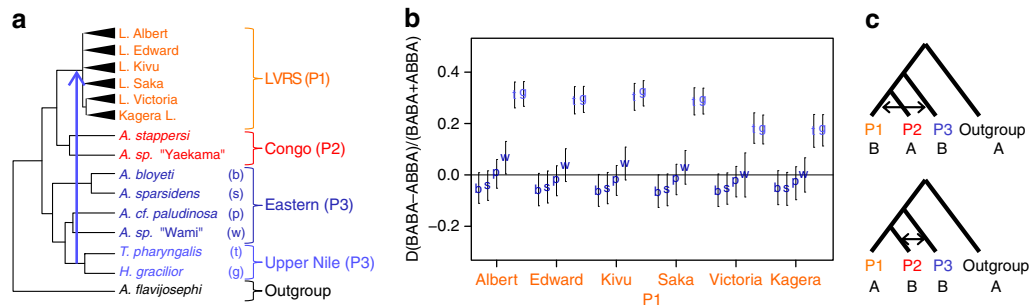 a
L. Albert
L. Edward
L. Kivu
L. Saka
L. Victoria
Kagera L.
LVRS (P1)
A. stappersi
A. sp. "Yaekama"
Congo (P2)
A. bloyeti (b)
A. sparsidens (s)
A. cf. paludinosa (p)
A. sp. "Wami" (w)
Eastern (P3)
T. pharyngalis (t)
H. gracilior (g)
Upper Nile (P3)
A. flavijosephi
Outgroup
b
D(BABA–ABBA)/(BABA+ABBA)
0.4
0.2
0.0
–0.2
b s p w t g
b s p w t g
b s p w t g
b s p w t g
b s p w t g
b s p w t g
Albert Edward Kivu Saka Victoria Kagera
P1
c
P1 P2 P3 Outgroup
B A B A
P1 P2 P3 Outgroup
A B B A